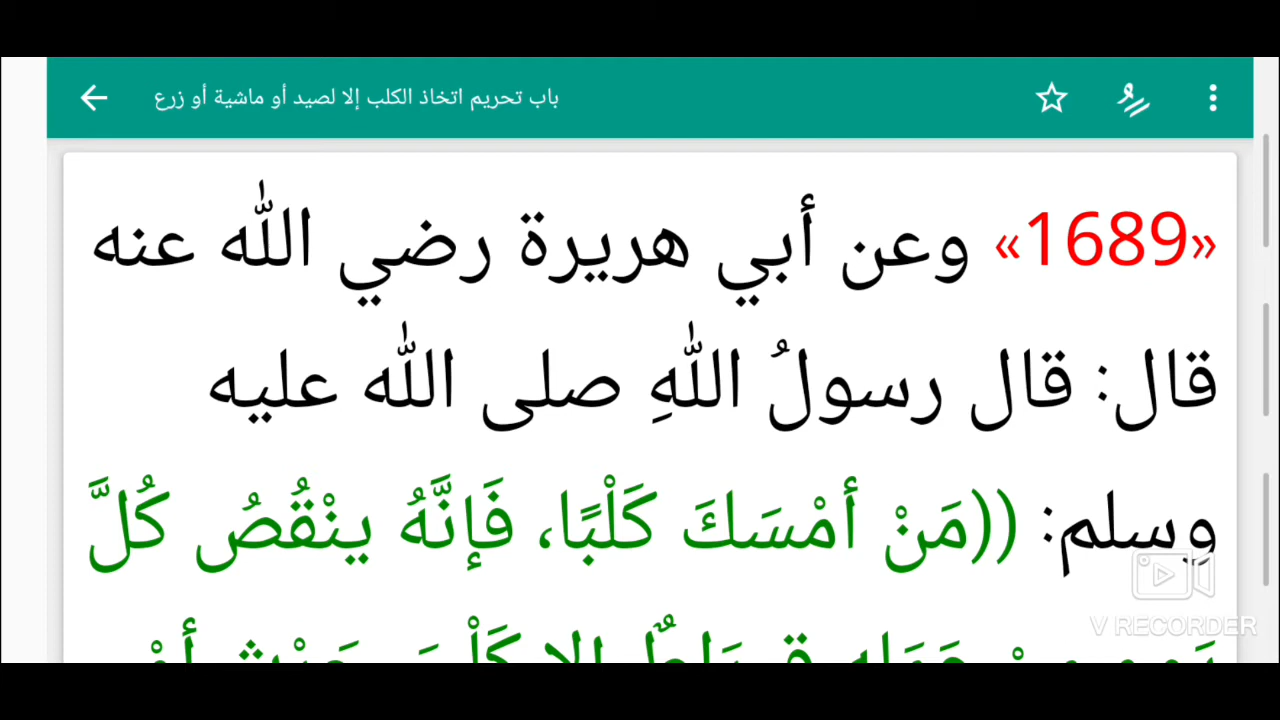 باب تحريم اتخاذ الكلب إلا لصيد أو ماشية أو زرع
«1689» وعن أبي هريرة رضي الله عنه
قال: قال رسولُ اللهِ صلى الله عليه
وسلم: ((مَنْ أَمْسَكَ كَلْبًا، فَإنَّهُ ينْقُصُ كُلَّ
V RECORDER